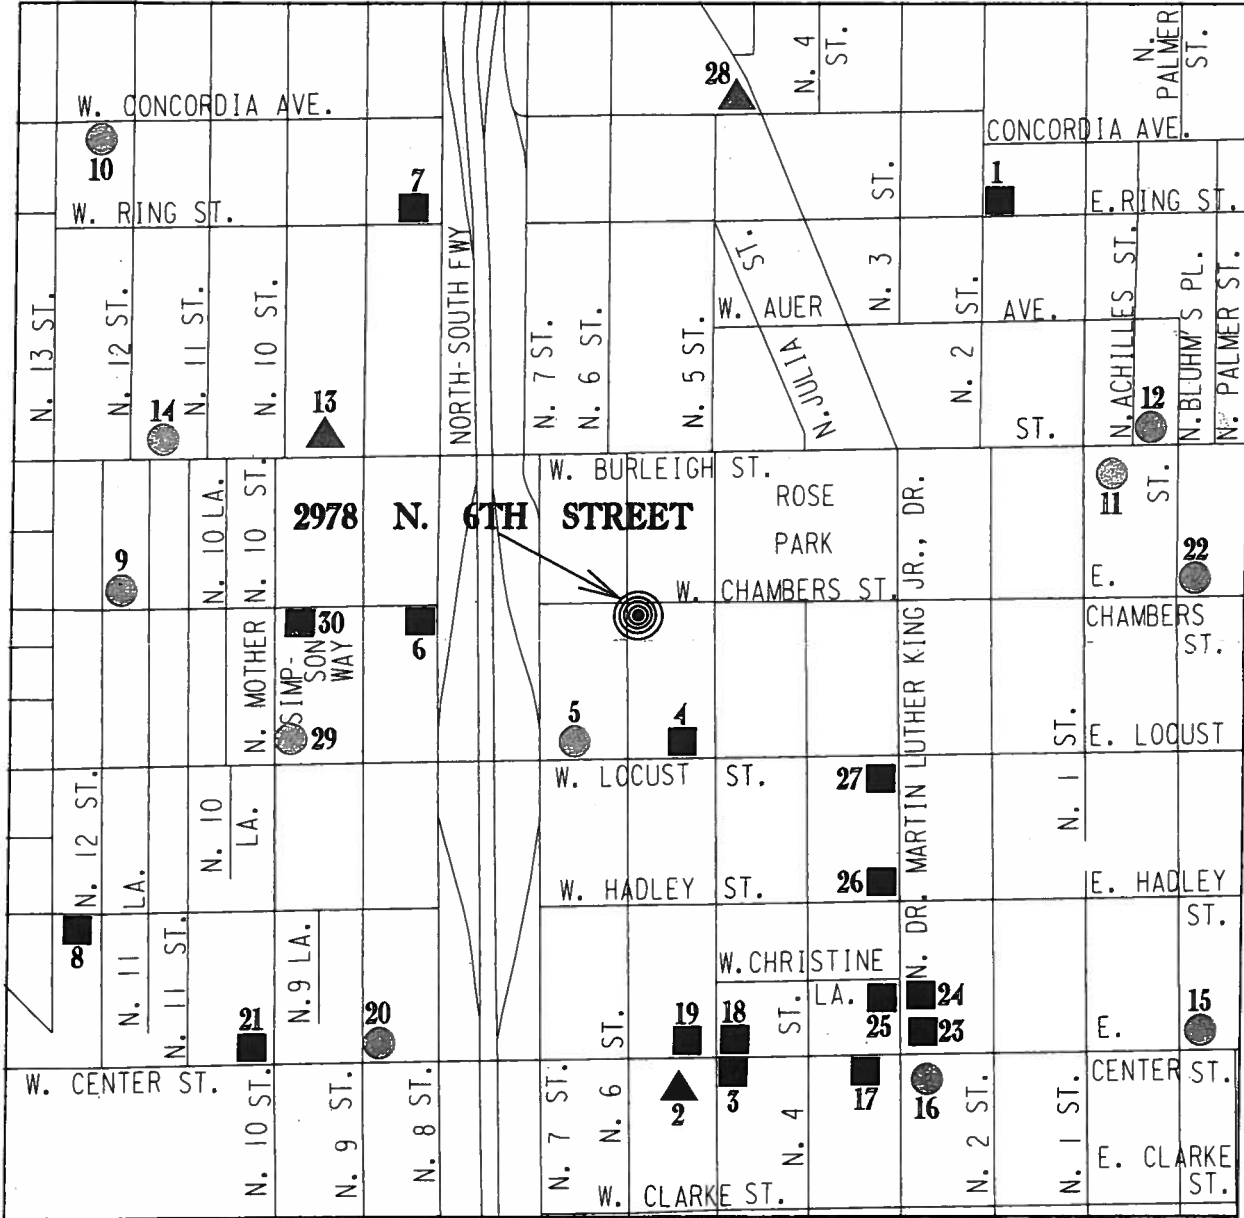 N. PALMER ST.
N. 4 ST.
28
W. CONCORDIA AVE.
CONCORDIA AVE.
10
7
1
W. RING ST.
E. RING ST.
N. 13 ST.
N. 12 ST.
N. 11 ST.
N. 10 ST.
NORTH-SOUTH FWY
N. 7 ST.
N. 6 ST.
N. 5 ST.
W. AUER AVE.
N. JULIA ST.
N. 3 ST.
N. 2 ST.
N. ACHILLES ST.
N. BLUHM'S PL.
N. PALMER ST.
14
13
12
W. BURLEIGH ST.
ST.
11
ST.
2978 N. 6TH STREET
ROSE
PARK
N. 10 LA.
N. 10 ST.
9
22
W. CHAMBERS ST.
E.
CHAMBERS
ST.
30
6
N. MOTHER
SIMP-
SON
WAY
29
5
4
N. DR. MARTIN LUTHER KING JR., DR.
N. 1 ST.
E. LOCUST
W. LOCUST ST.
27
N. 12 ST.
N. 10
LA.
26
W. HADLEY ST.
E. HADLEY
ST.
8
N. 11
LA.
N. 11 ST.
N. 9 LA.
W. CHRISTINE
LA.
24
25
23
21
20
19
18
ST.
ST.
E.
15
W. CENTER ST.
CENTER ST.
2
3
17
16
N. 10 ST.
N. 9 ST.
N. 8 ST.
N. 7 ST.
N. 6
N. 4
N. 2 ST.
N. 1 ST.
E. CLARKE
ST.
W. CLARKE ST.